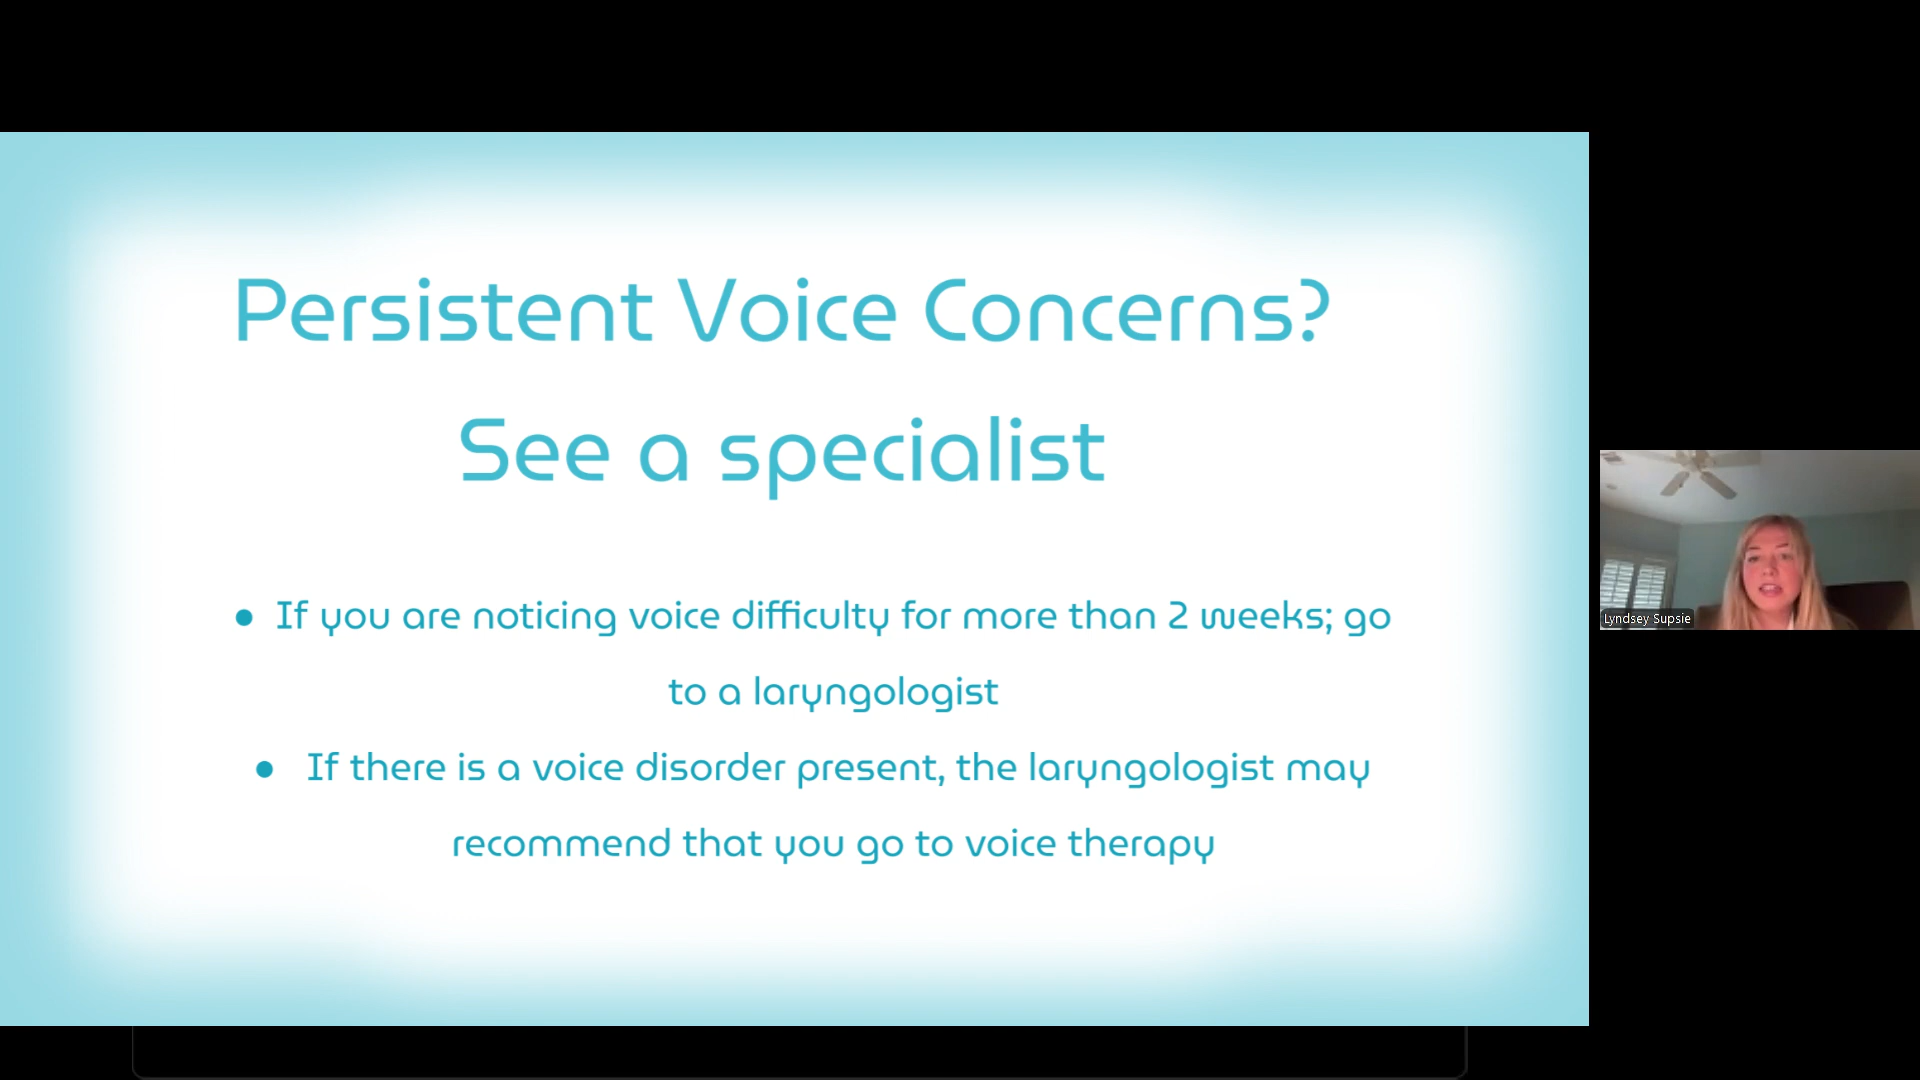 Persistent Voice Concerns?
See a specialist
● If you are noticing voice difficulty for more than 2 weeks; go
to a laryngologist
● If there is a voice disorder present, the laryngologist may
recommend that you go to voice therapy
Lyndsey Supsie